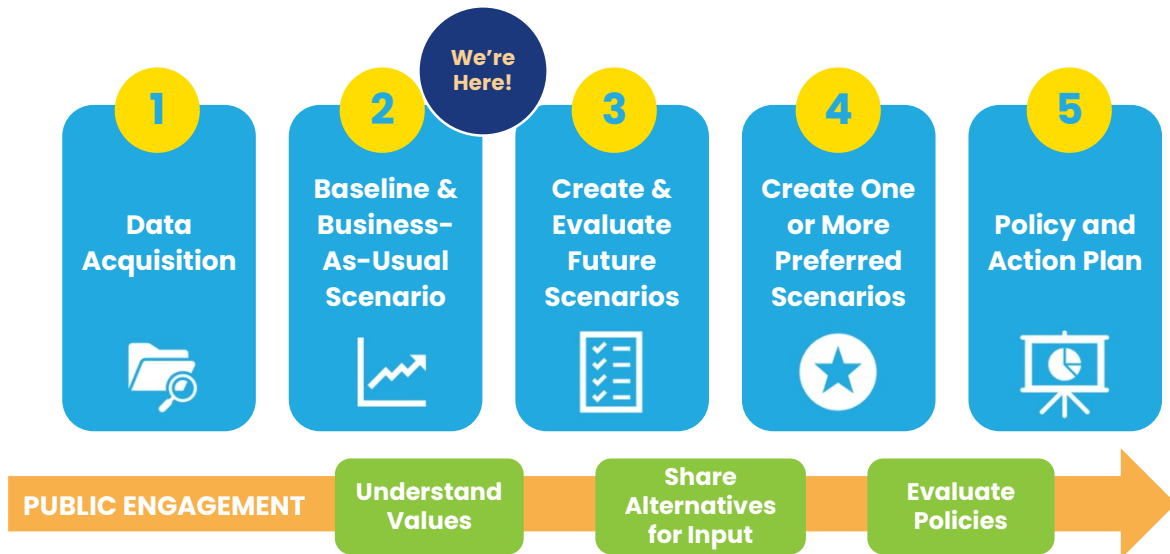 We're
Here!
1
Data
Acquisition
2
Baseline &
Business-
As-Usual
Scenario
3
Create &
Evaluate
Future
Scenarios
4
Create One
or More
Preferred
Scenarios
5
Policy and
Action Plan
PUBLIC ENGAGEMENT
Understand
Values
Share
Alternatives
for Input
Evaluate
Policies